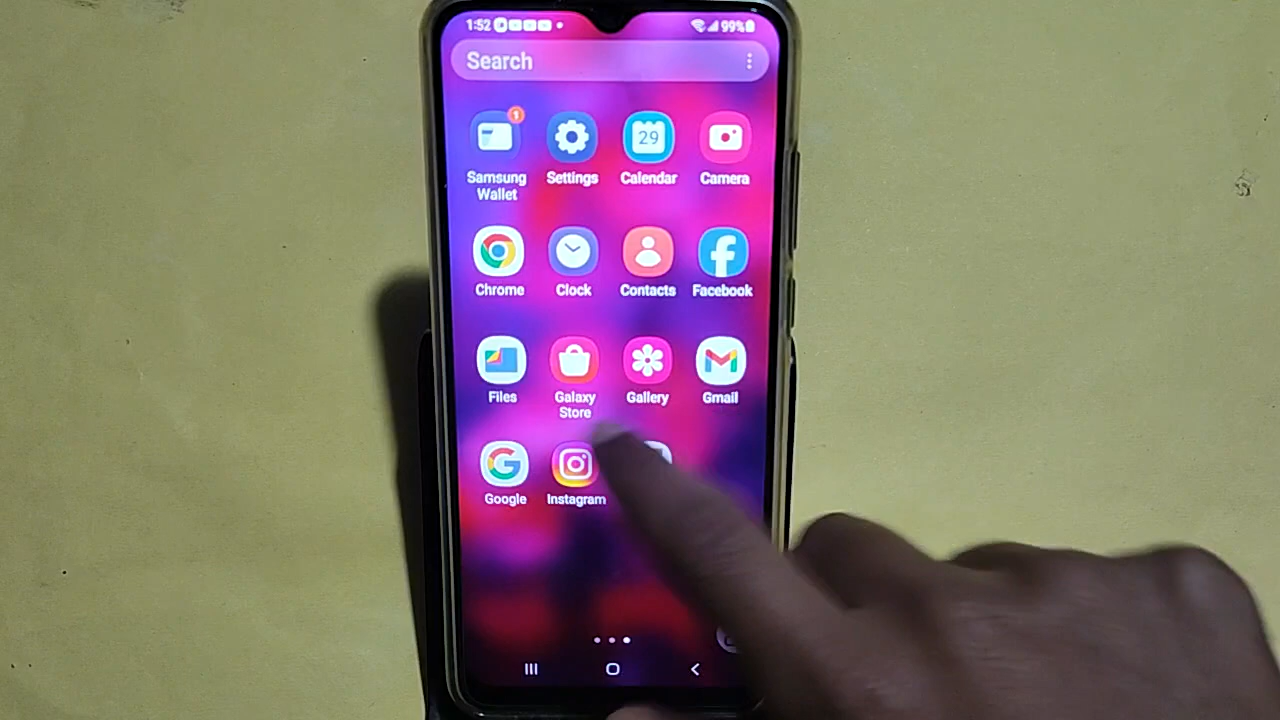 1:52 99%
Search
Samsung Wallet Settings 29 Calendar Camera
1
Chrome Clock Contacts Facebook
Files Galaxy Store Gallery Gmail
Google Instagram